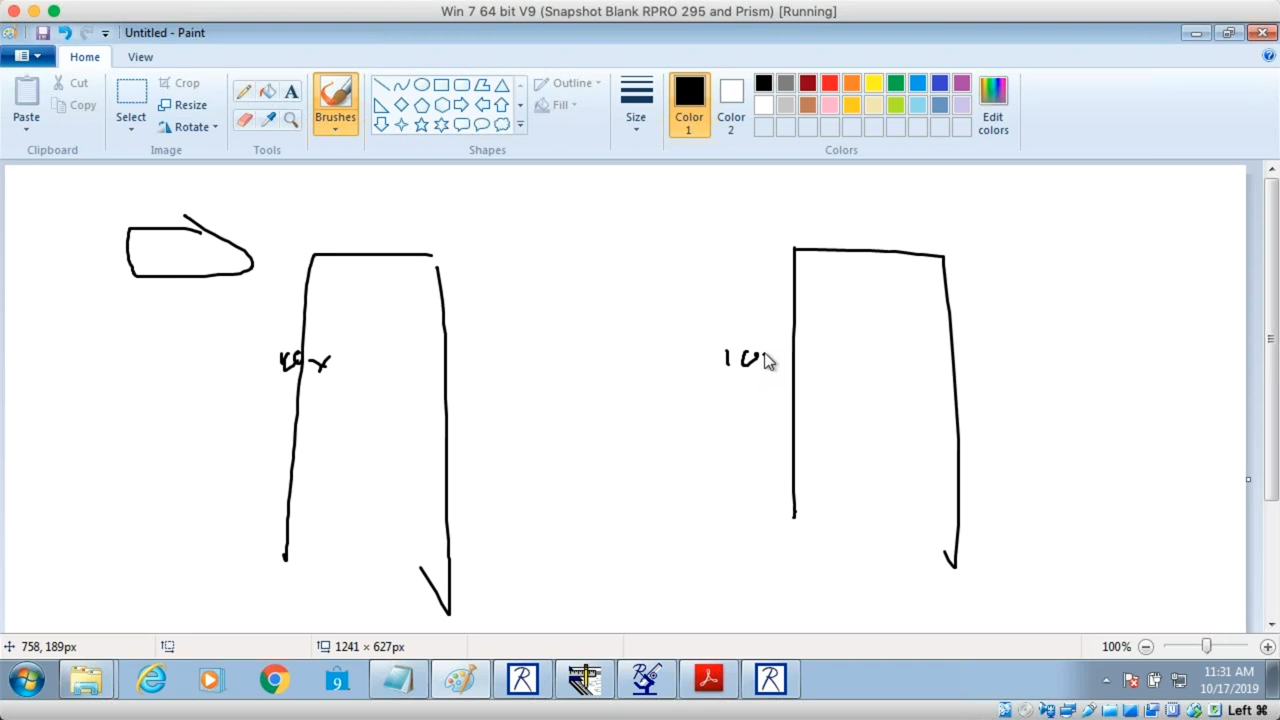 Win 7 64 bit V9 (Snapshot Blank RPRO 295 and Prism) [Running]
Untitled - Paint
Home View
Paste
Cut
Copy
Select
Crop
Resize
Rotate
A
Brushes
Outline
Fill
Size
Color 1
Color 2
Edit colors
Clipboard Image Tools Shapes Colors
10
758, 189px
1241 × 627px
100%
9
R
R
11:31 AM
10/17/2019
Left ⌘